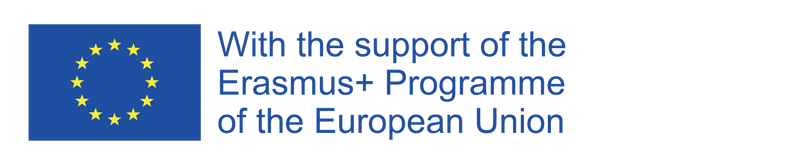 With the support of the
Erasmus+ Programme
of the European Union